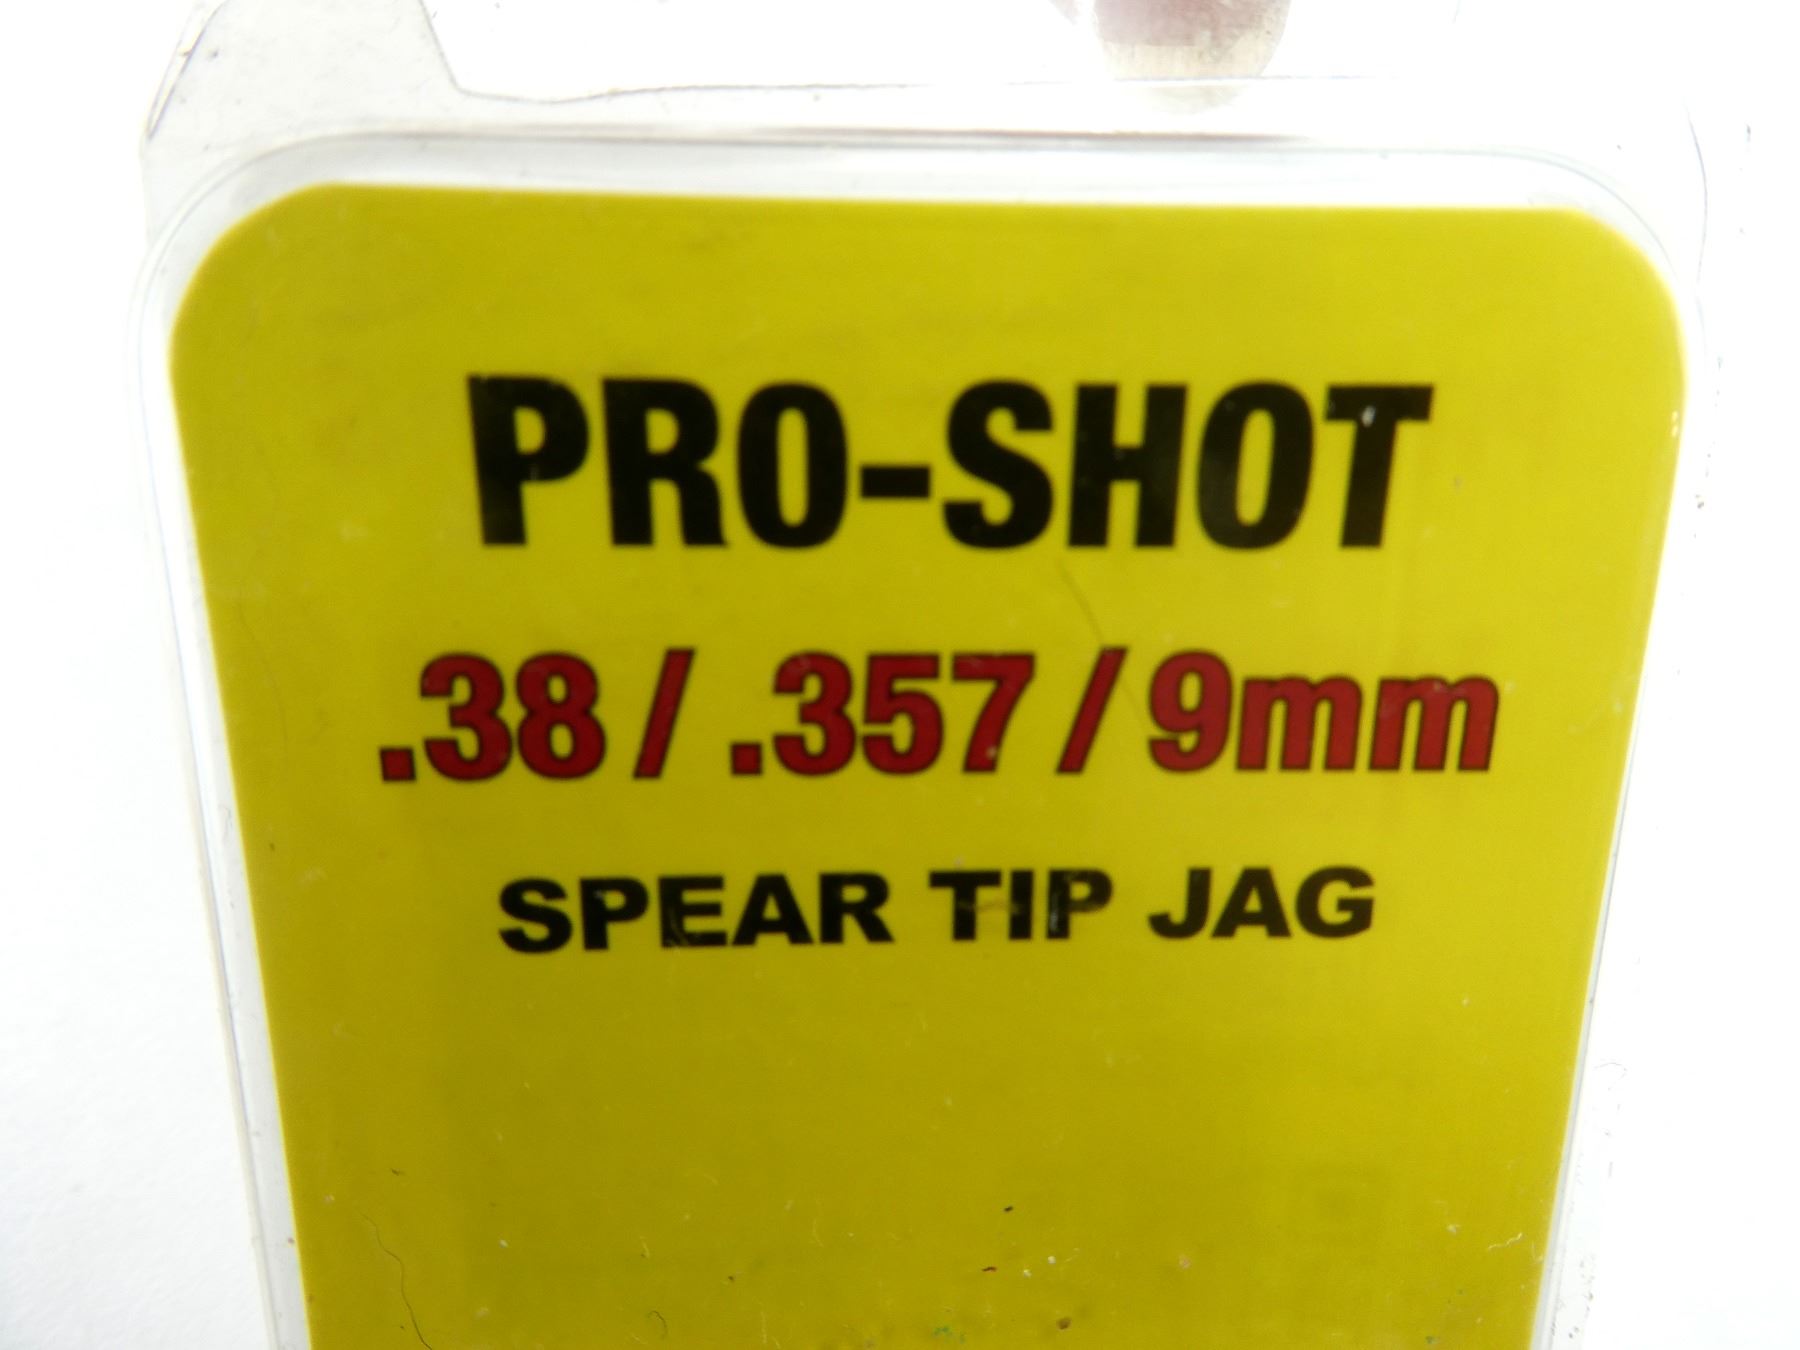 PRO-SHOT
.38 / .357 / 9mm
SPEAR TIP JAG